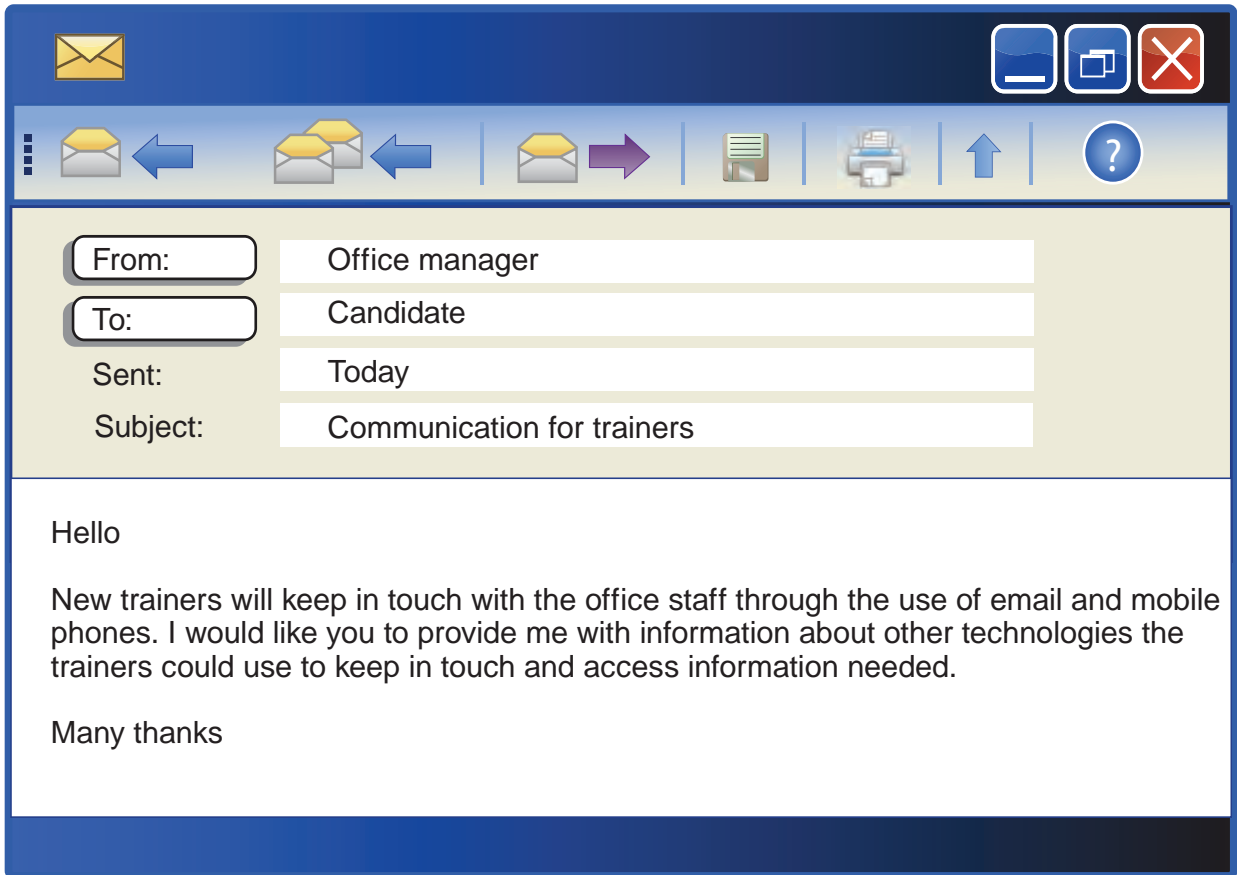 ?
From: Office manager
To: Candidate
Sent: Today
Subject: Communication for trainers
Hello
New trainers will keep in touch with the office staff through the use of email and mobile
phones. I would like you to provide me with information about other technologies the
trainers could use to keep in touch and access information needed.
Many thanks